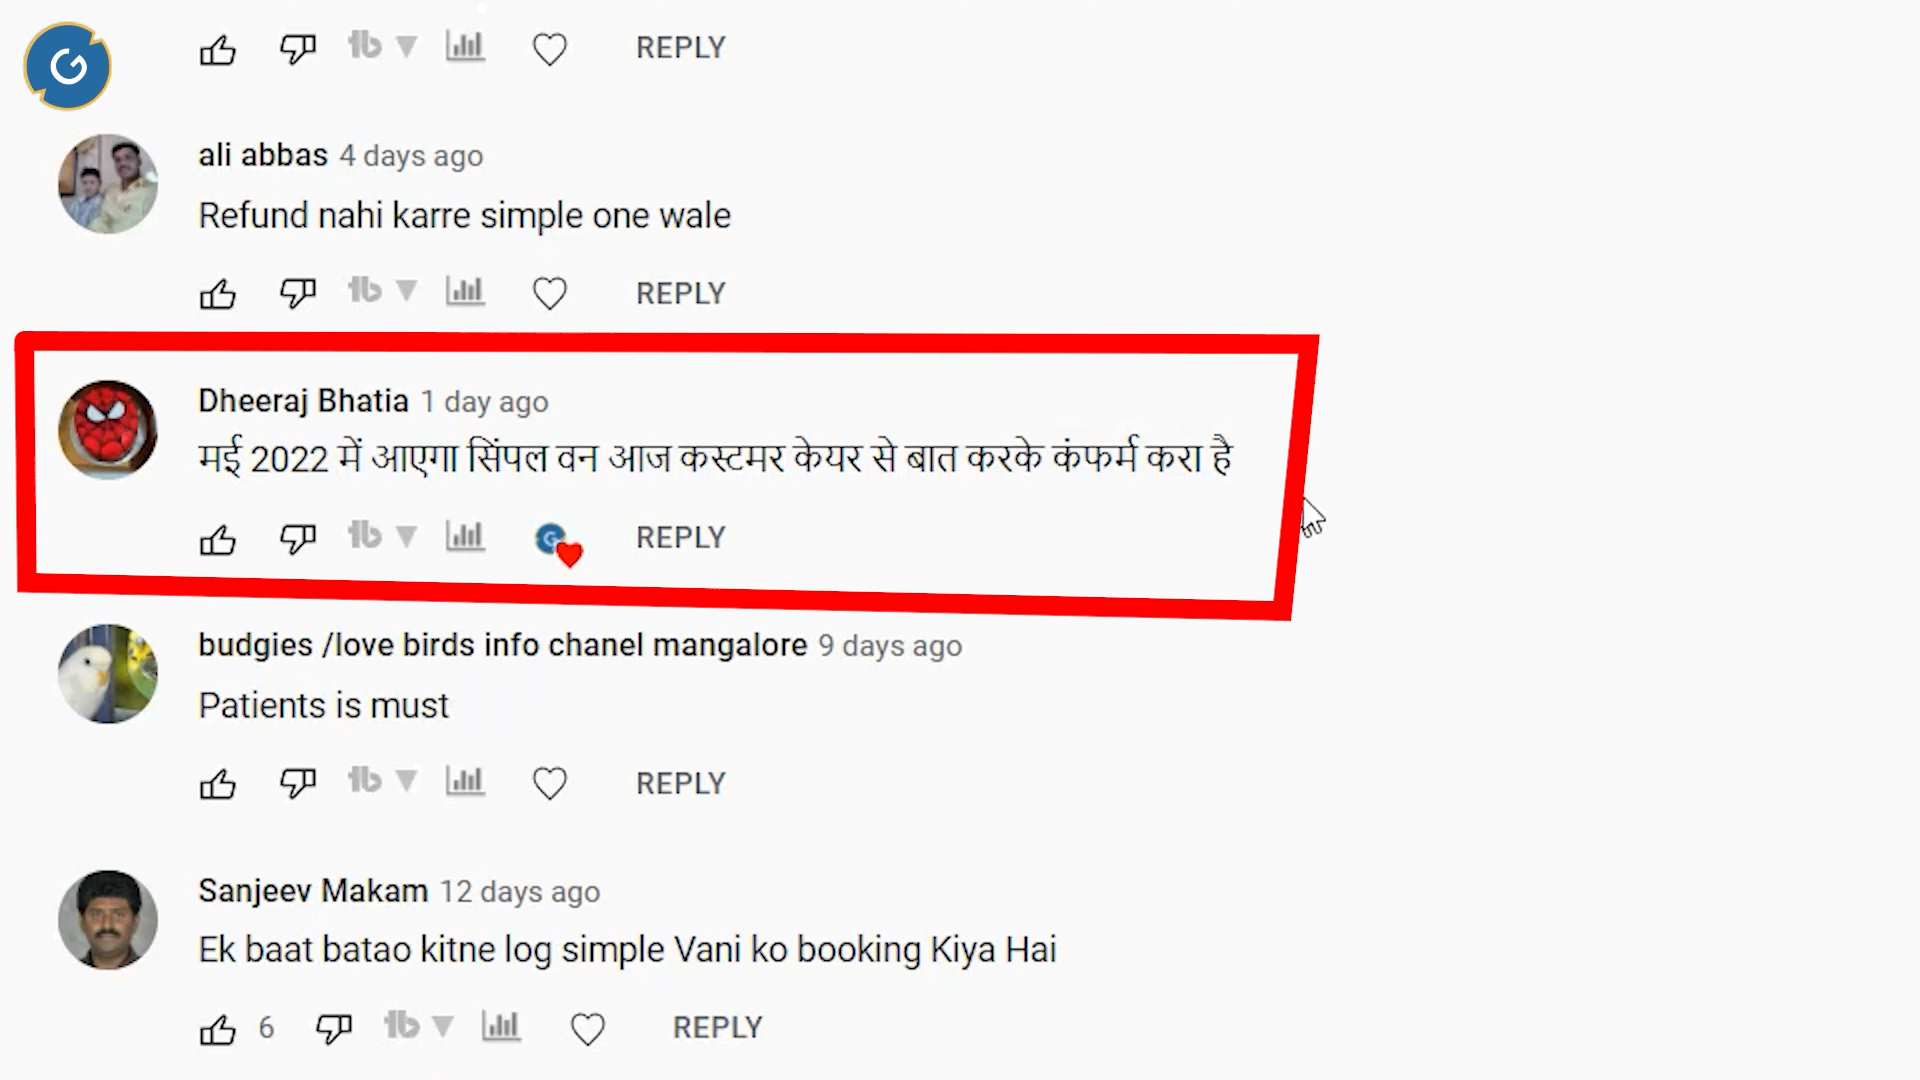 REPLY
ali abbas 4 days ago
Refund nahi karre simple one wale
REPLY
Dheeraj Bhatia 1 day ago
मई 2022 में आएगा सिंपल वन आज कस्टमर केयर से बात करके कंफर्म करा है
REPLY
budgies /love birds info chanel mangalore 9 days ago
Patients is must
REPLY
Sanjeev Makam 12 days ago
Ek baat batao kitne log simple Vani ko booking Kiya Hai
6 REPLY